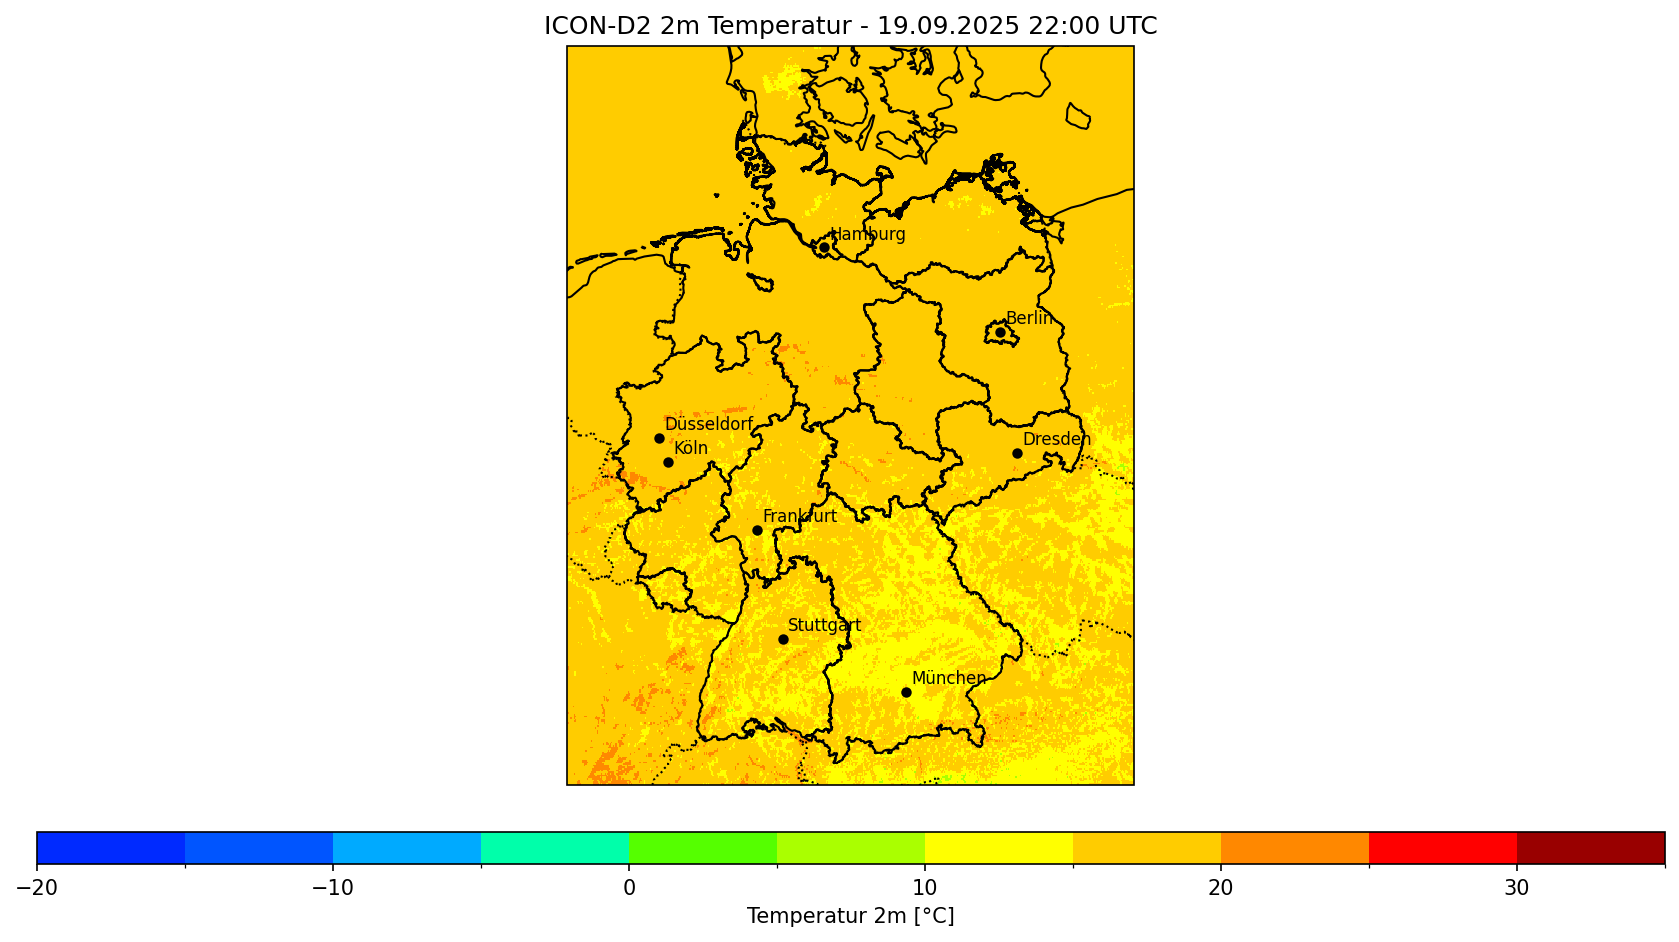 ICON-D2 2m Temperatur - 19.09.2025 22:00 UTC
Hamburg
Berlin
Düsseldorf
Köln
Dresden
Frankfurt
Stuttgart
München
−20 −10 0 10 20 30
Temperatur 2m [°C]